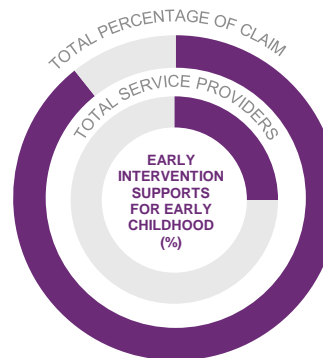 TOTAL PERCENTAGE OF CLAIM
TOTAL SERVICE PROVIDERS
EARLY
INTERVENTION
SUPPORTS
FOR EARLY
CHILDHOOD
(%)